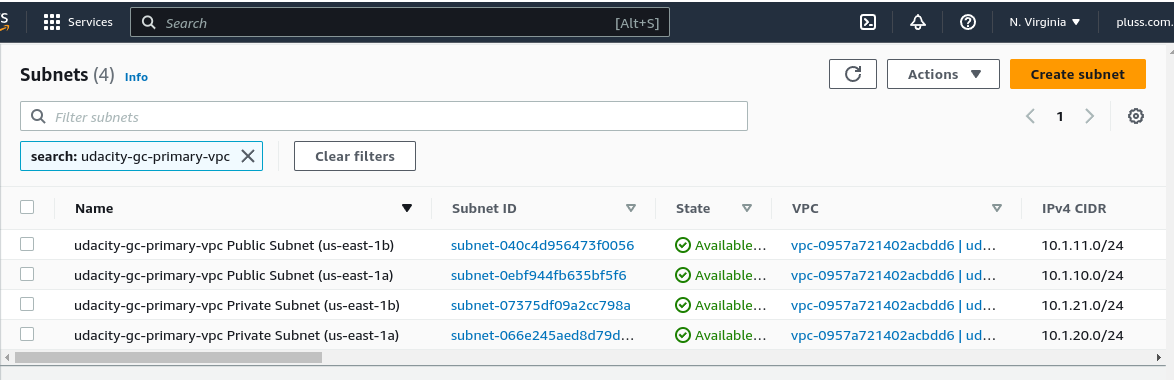 Services Search [Alt+S] N. Virginia pluss.com.
Subnets (4) Info Actions Create subnet
Filter subnets 1
search: udacity-gc-primary-vpc Clear filters
Name Subnet ID State VPC IPv4 CIDR
udacity-gc-primary-vpc Public Subnet (us-east-1b) subnet-040c4d956473f0056 Available… vpc-0957a721402acbdd6 | ud… 10.1.11.0/24
udacity-gc-primary-vpc Public Subnet (us-east-1a) subnet-0ebf944fb635bf5f6 Available… vpc-0957a721402acbdd6 | ud… 10.1.10.0/24
udacity-gc-primary-vpc Private Subnet (us-east-1b) subnet-07375df09a2cc798a Available… vpc-0957a721402acbdd6 | ud… 10.1.21.0/24
udacity-gc-primary-vpc Private Subnet (us-east-1a) subnet-066e245aed8d79d… Available… vpc-0957a721402acbdd6 | ud… 10.1.20.0/24